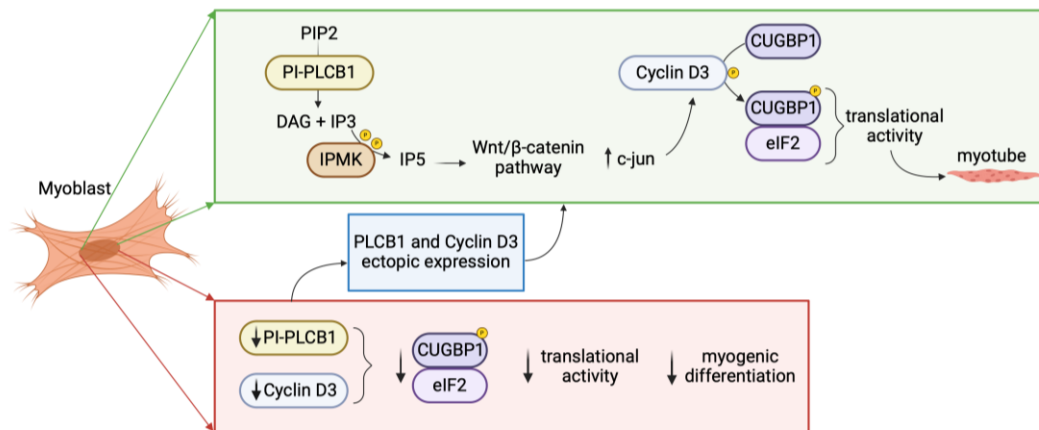 PIP2
PI-PLCB1
DAG + IP3
P
P
IPMK
IP5
Wnt/β-catenin
pathway
c-jun
Cyclin D3
P
CUGBP1
P
CUGBP1
eIF2
translational
activity
myotube
Myoblast
PLCB1 and Cyclin D3
ectopic expression
PI-PLCB1
Cyclin D3
P
CUGBP1
eIF2
translational
activity
myogenic
differentiation